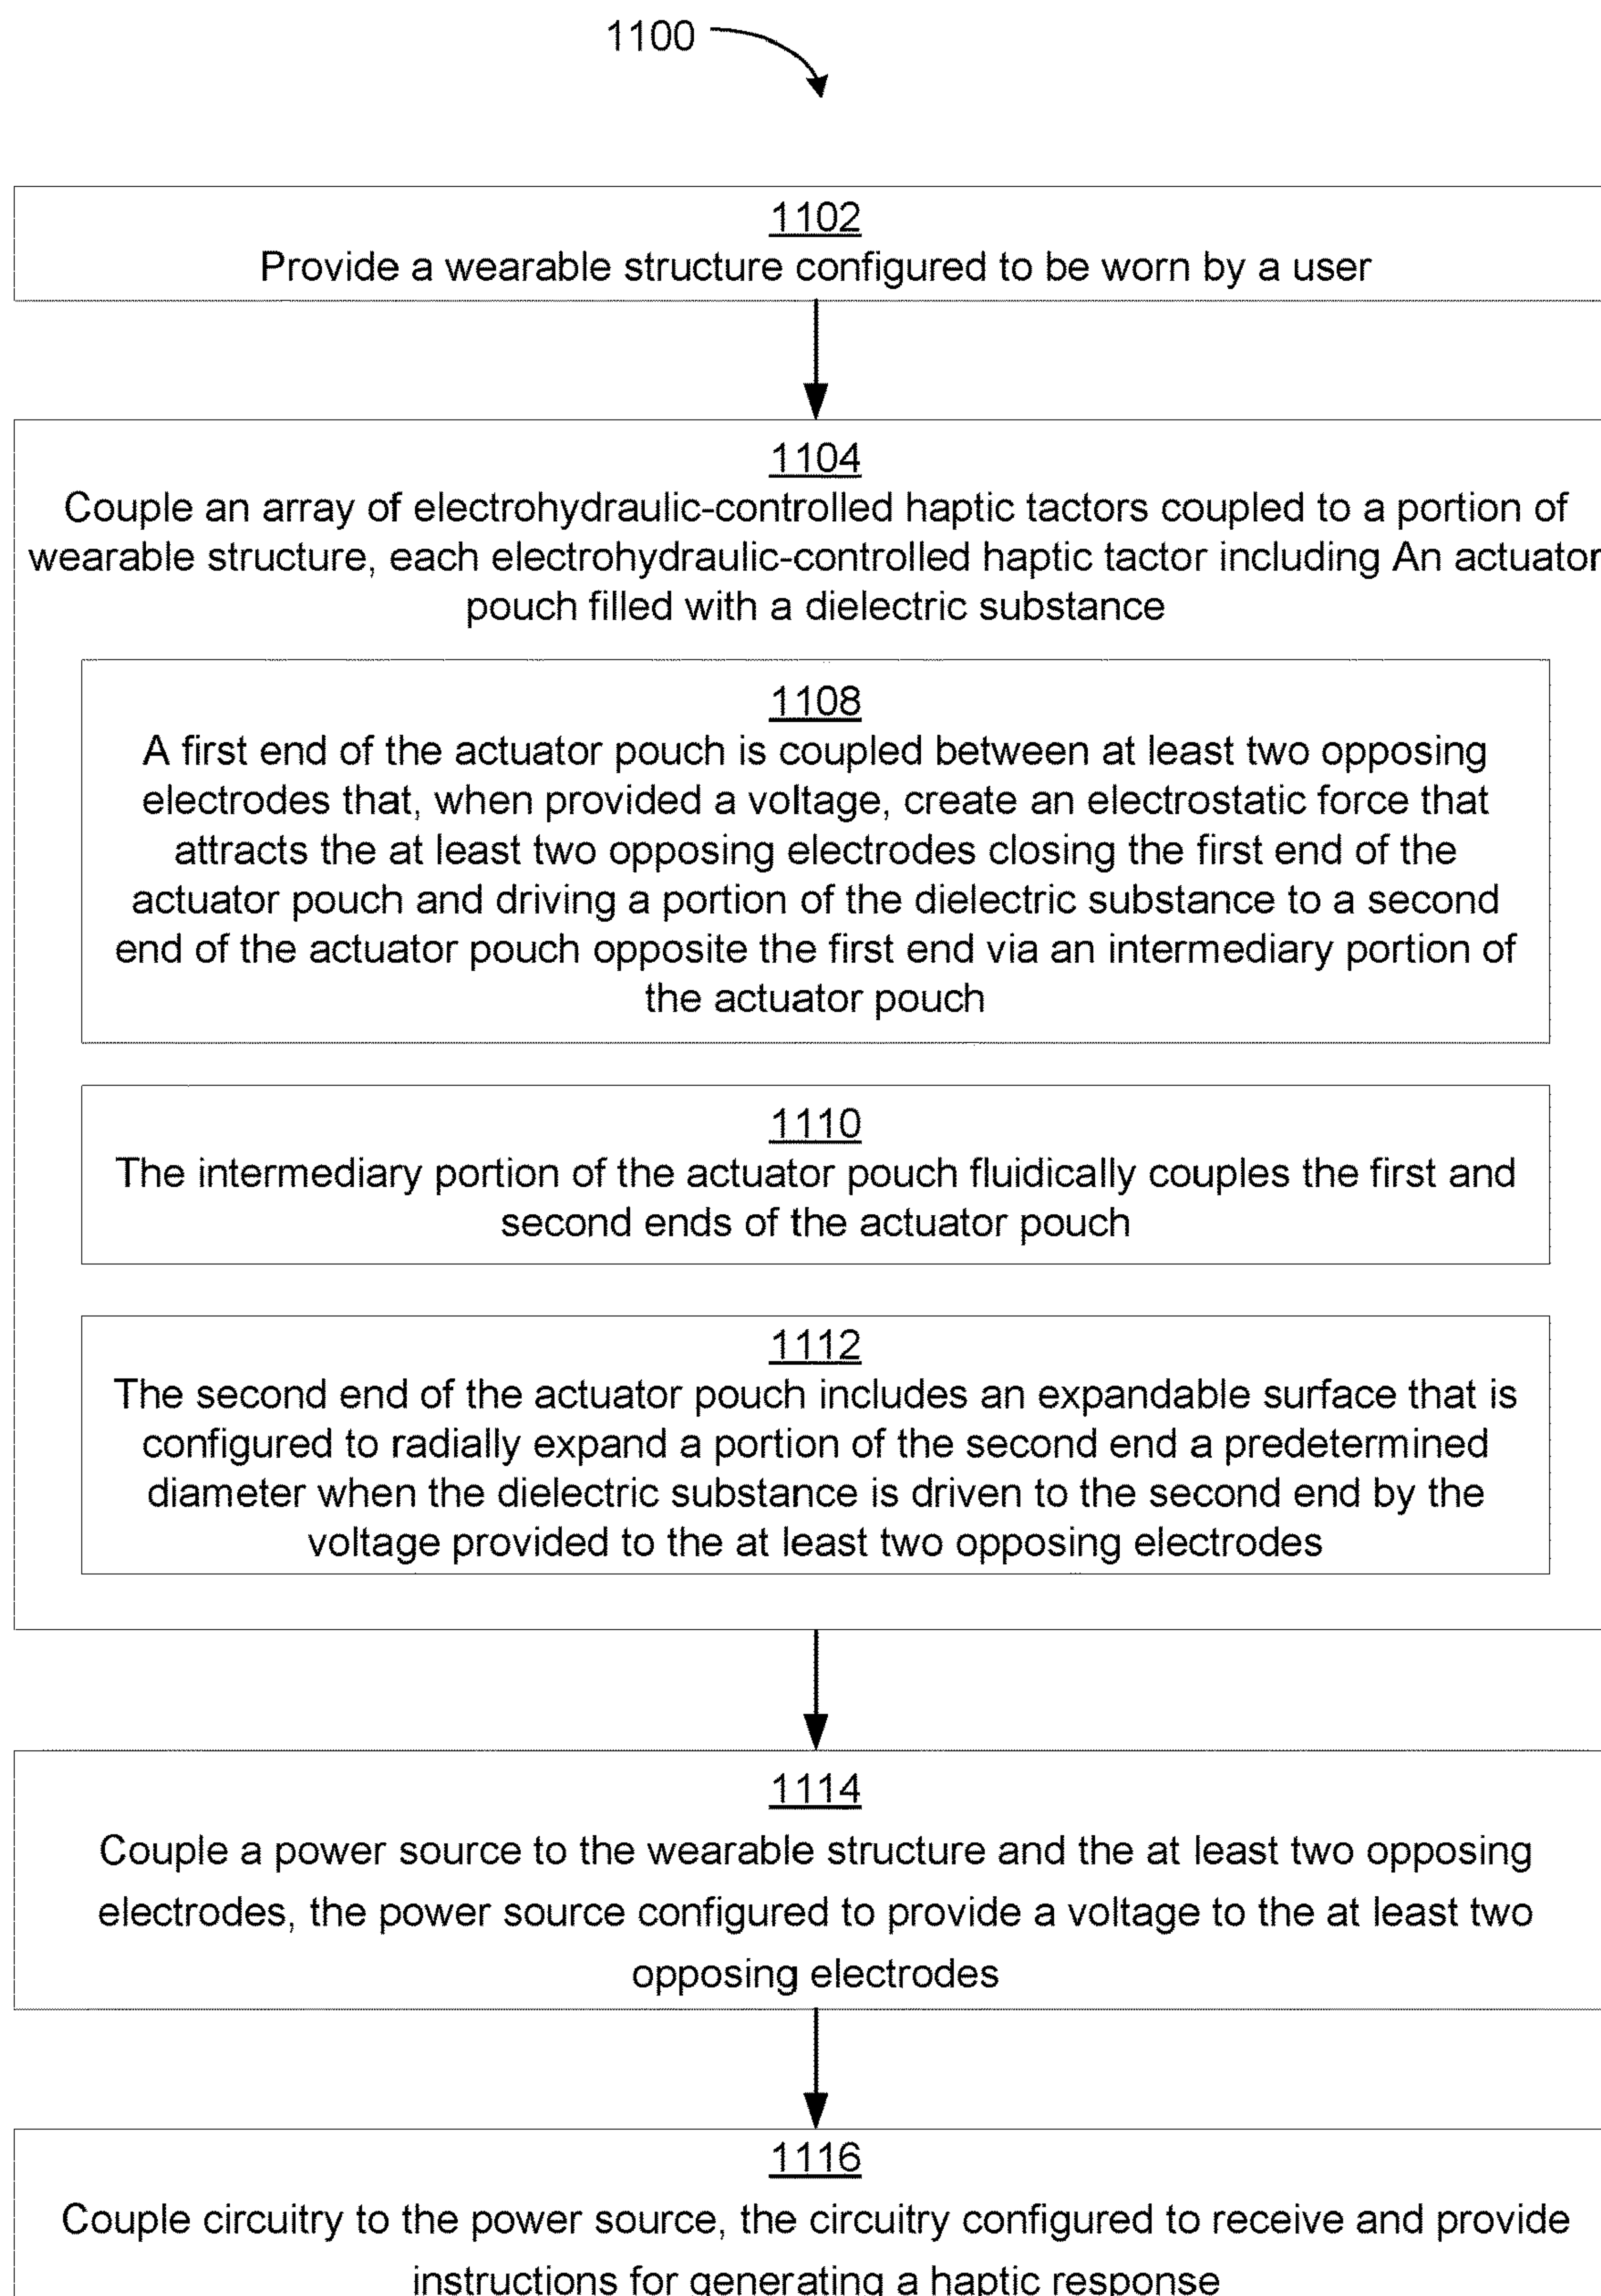 1100
1102
Provide a wearable structure configured to be worn by a user
1104
Couple an array of electrohydraulic-controlled haptic tactors coupled to a portion of
wearable structure, each electrohydraulic-controlled haptic tactor including An actuator
pouch filled with a dielectric substance
1108
A first end of the actuator pouch is coupled between at least two opposing
electrodes that, when provided a voltage, create an electrostatic force that
attracts the at least two opposing electrodes closing the first end of the
actuator pouch and driving a portion of the dielectric substance to a second
end of the actuator pouch opposite the first end via an intermediary portion of
the actuator pouch
1110
The intermediary portion of the actuator pouch fluidically couples the first and
second ends of the actuator pouch
1112
The second end of the actuator pouch includes an expandable surface that is
configured to radially expand a portion of the second end a predetermined
diameter when the dielectric substance is driven to the second end by the
voltage provided to the at least two opposing electrodes
1114
Couple a power source to the wearable structure and the at least two opposing
electrodes, the power source configured to provide a voltage to the at least two
opposing electrodes
1116
Couple circuitry to the power source, the circuitry configured to receive and provide
instructions for generating a haptic response